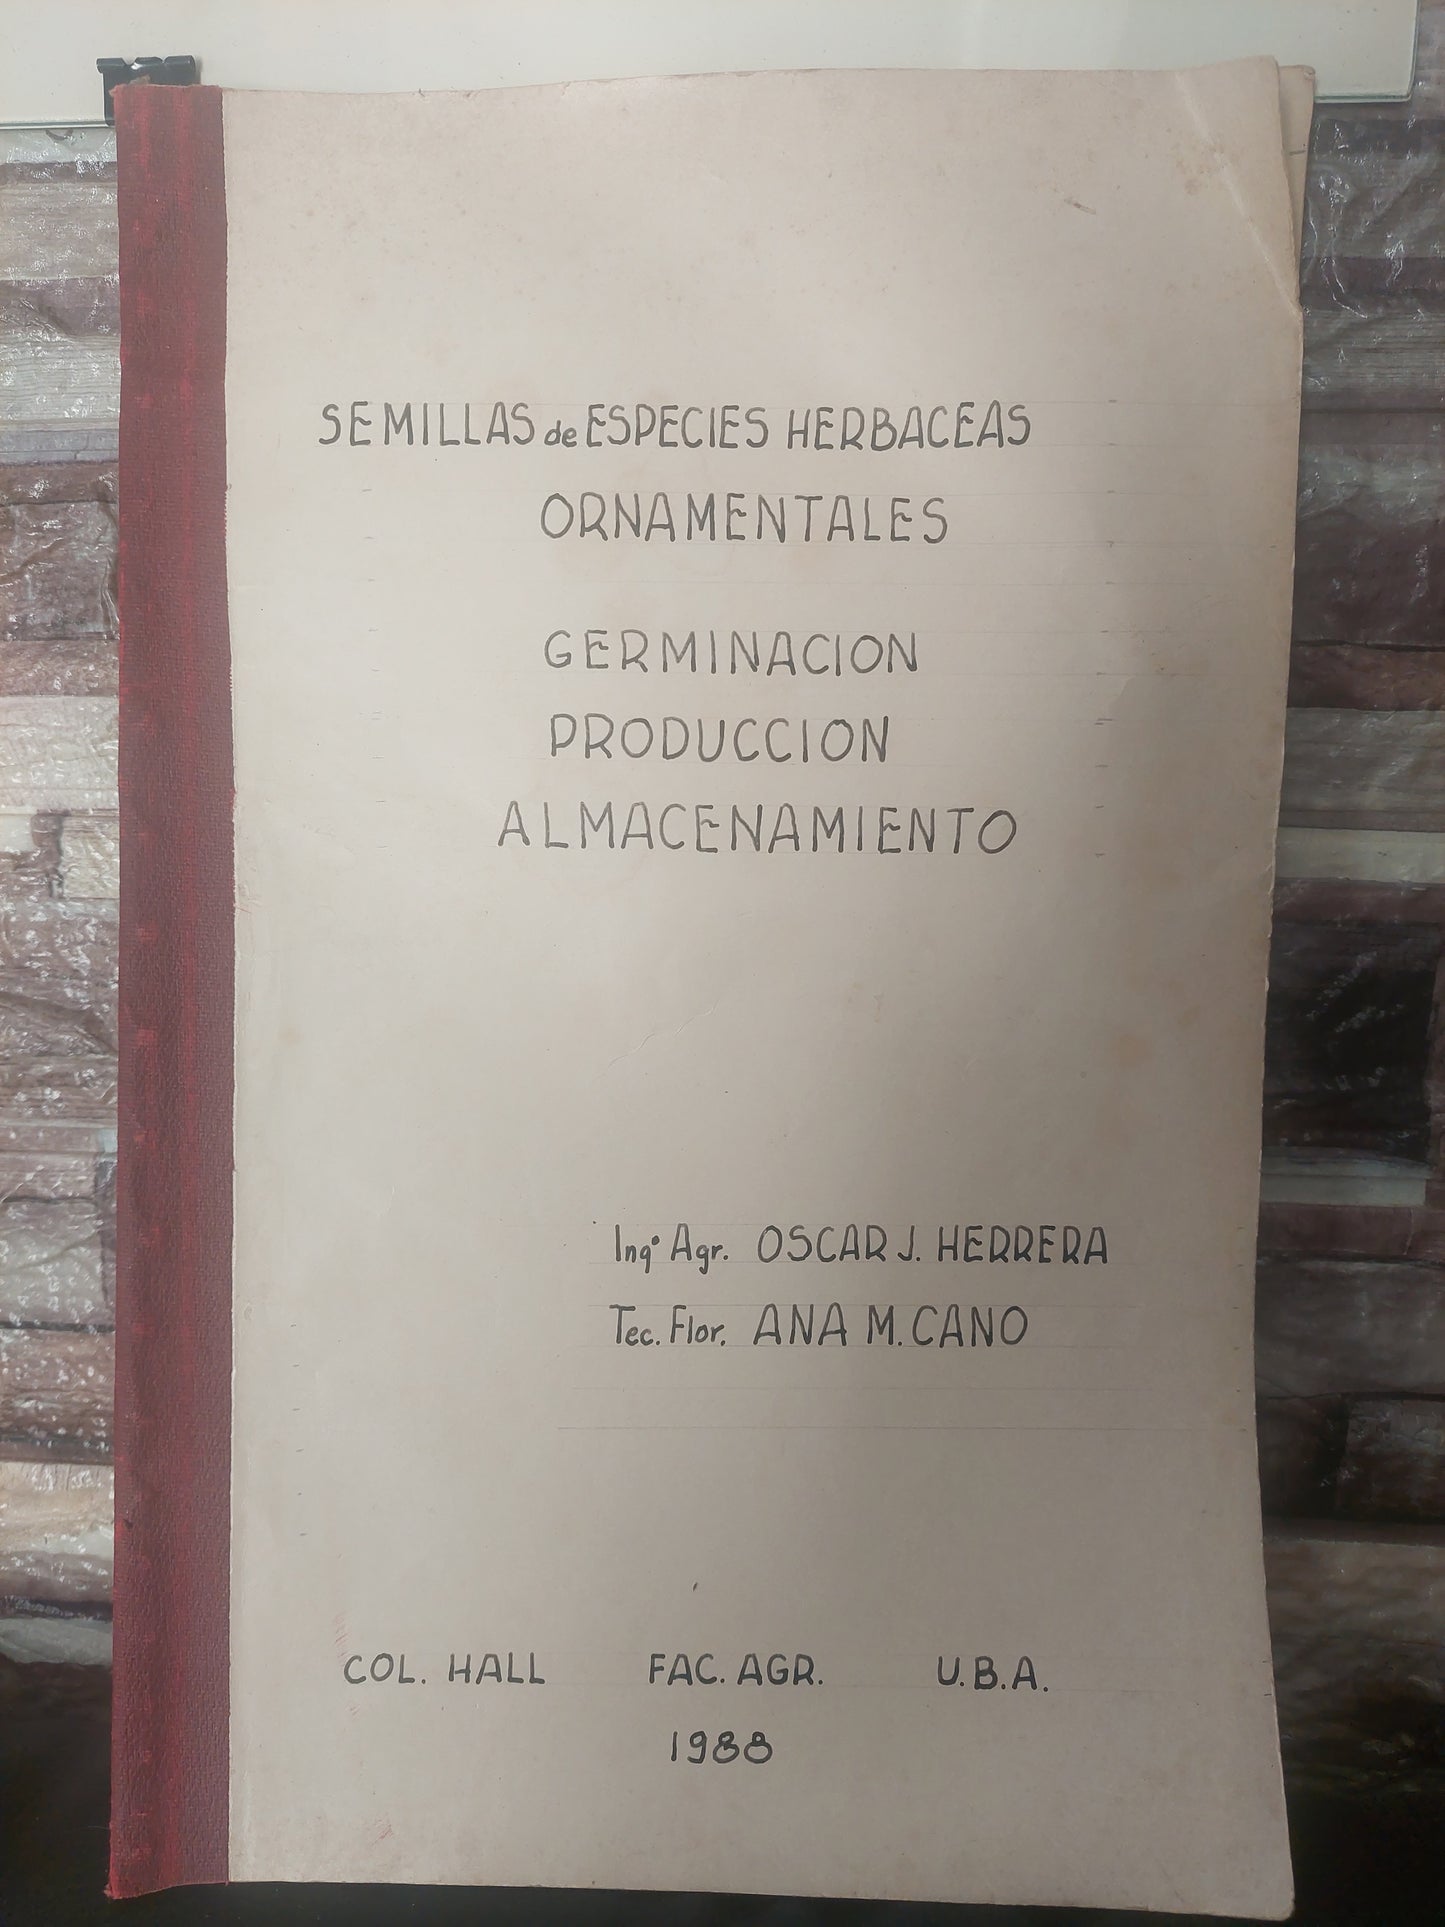 SEMILLAS de ESPECIES HERBACEAS
ORNAMENTALES
GERMINACION
PRODUCCION
ALMACENAMIENTO
Ingº Agr. OSCAR J. HERRERA
Tec. Flor. ANA M. CANO
COL. HALL FAC. AGR. U.B.A.
1988